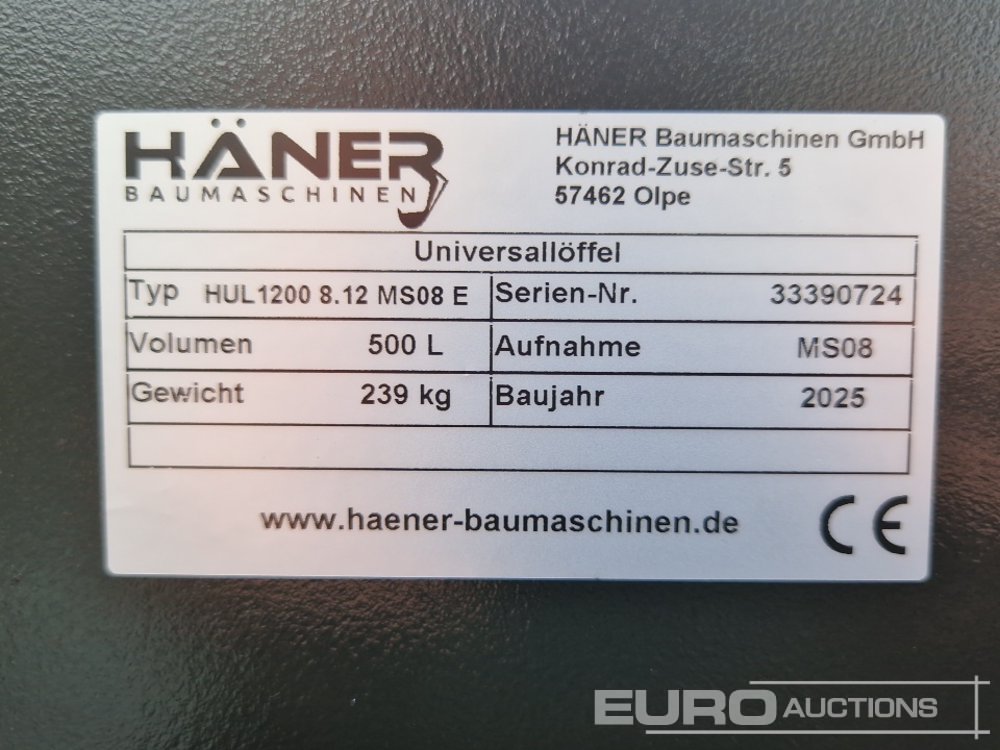 HÄNER
BAUMASCHINEN
HÄNER Baumaschinen GmbH
Konrad-Zuse-Str. 5
57462 Olpe
Universallöffel
Typ HUL1200 8.12 MS08 E Serien-Nr. 33390724
Volumen 500 L Aufnahme MS08
Gewicht 239 kg Baujahr 2025
www.haener-baumaschinen.de CE
EURO AUCTIONS